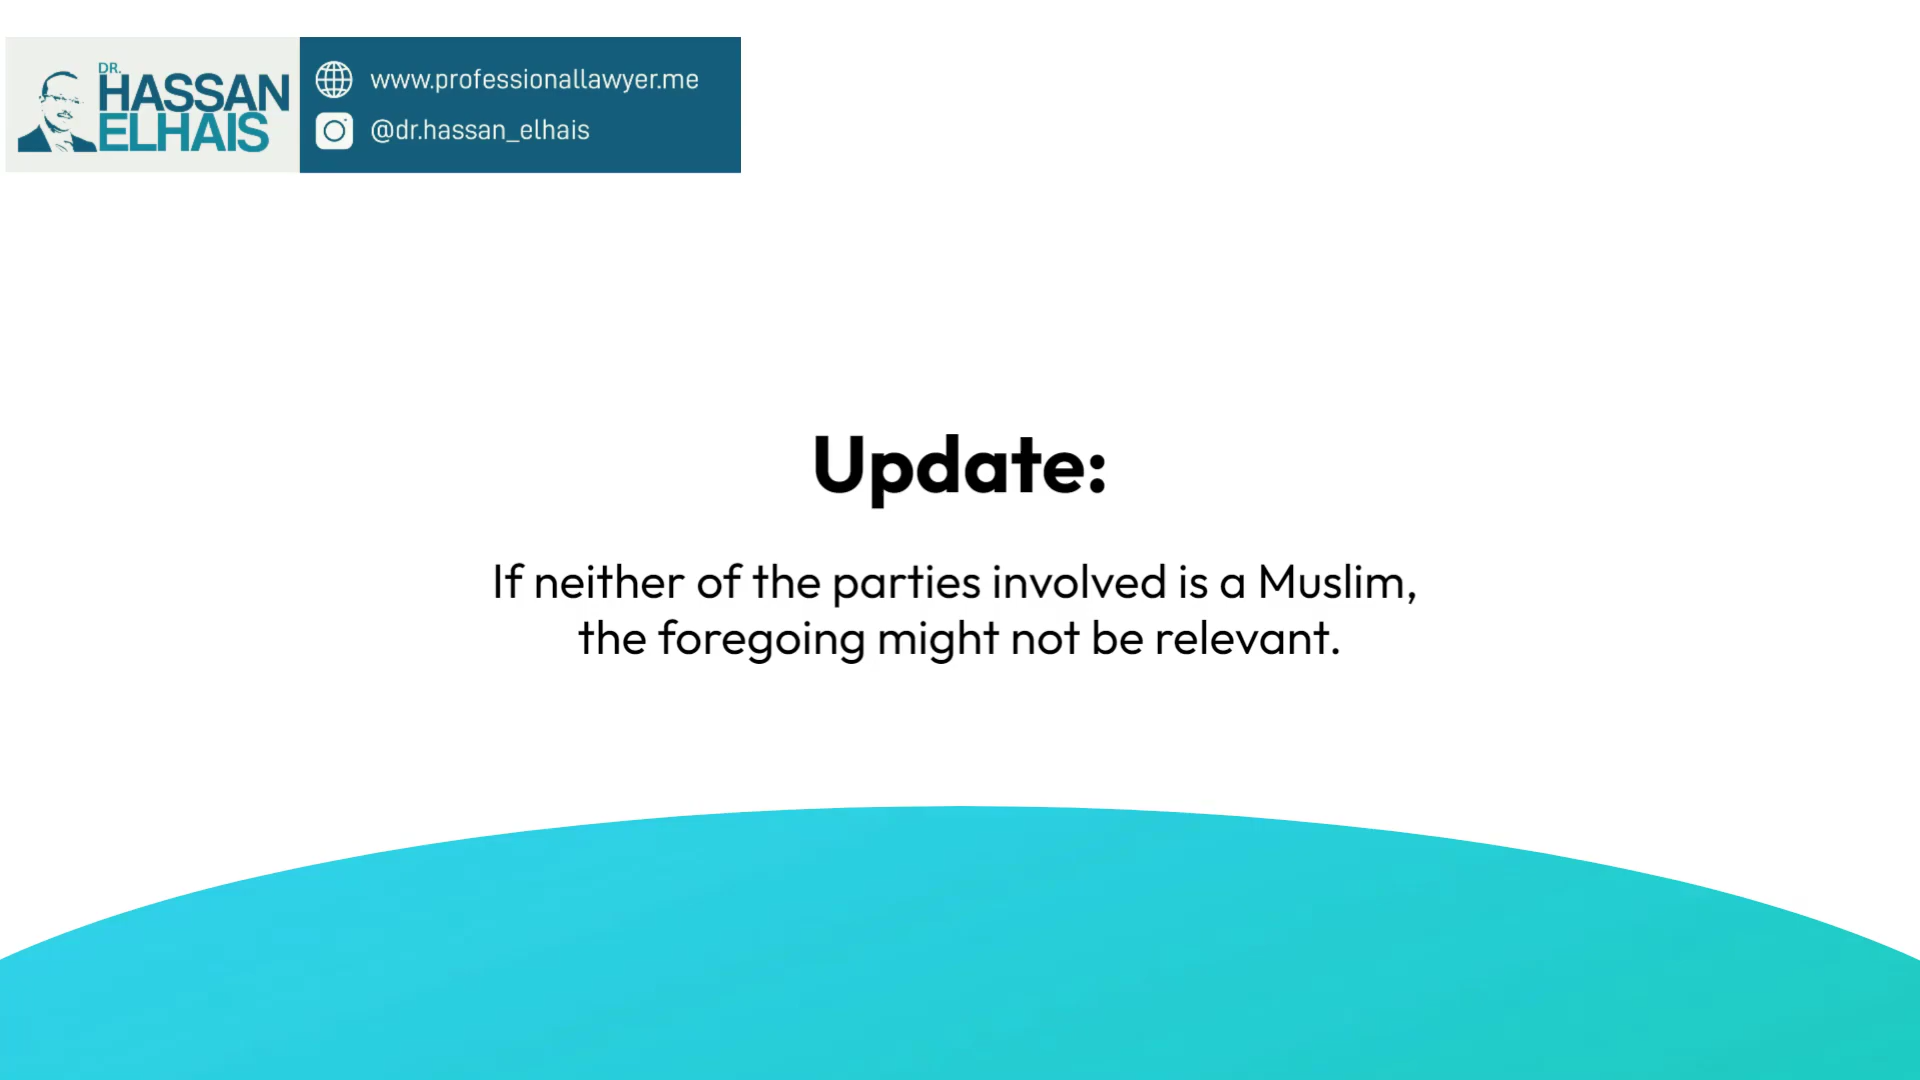 DR.
HASSAN
ELHAIS
www.professionallawyer.me
@dr.hassan_elhais
Update:
If neither of the parties involved is a Muslim,
the foregoing might not be relevant.